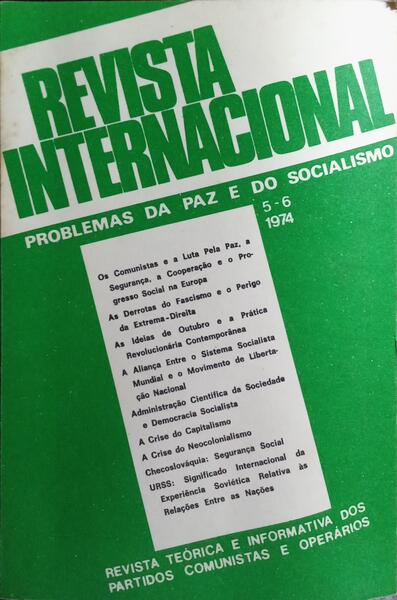 REVISTA
INTERNACIONAL
PROBLEMAS DA PAZ E DO SOCIALISMO
5-6
1974
Os Comunistas e a Luta Pela Paz, a
Segurança, a Cooperação e o Pro-
gresso Social na Europa
As Derrotas do Fascismo e o Perigo
da Extrema-Direita
As Ideias de Outubro e a Prática
Revolucionária Contemporânea
A Aliança Entre o Sistema Socialista
Mundial e o Movimento de Liberta-
ção Nacional
Administração Científica da Sociedade
e Democracia Socialista
A Crise do Capitalismo
A Crise do Neocolonialismo
Checoslováquia: Segurança Social
URSS: Significado Internacional da
Experiência Soviética Relativa às
Relações Entre as Nações
REVISTA TEÓRICA E INFORMATIVA DOS
PARTIDOS COMUNISTAS E OPERÁRIOS